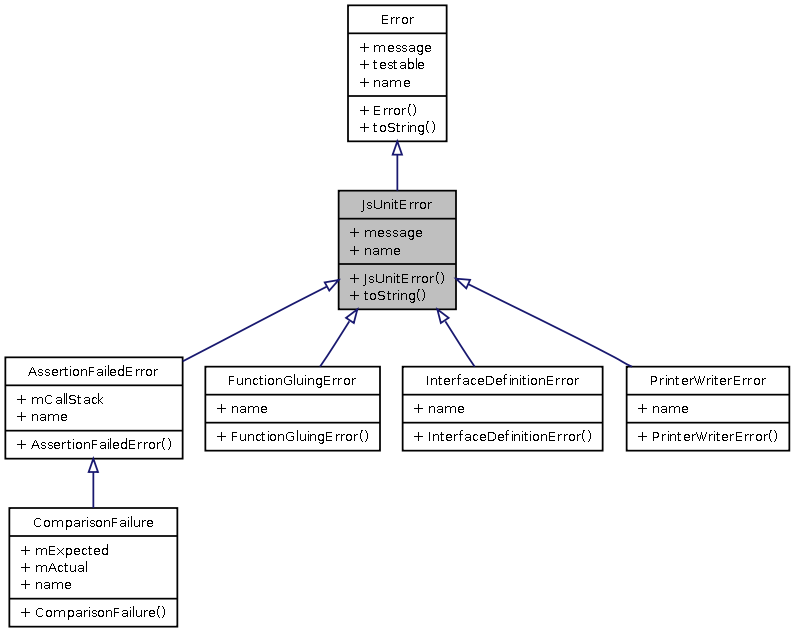 Error
+ message
+ testable
+ name
+ Error()
+ toString()
JsUnitError
+ message
+ name
+ JsUnitError()
+ toString()
AssertionFailedError
+ mCallStack
+ name
+ AssertionFailedError()
FunctionGluingError
+ name
+ FunctionGluingError()
InterfaceDefinitionError
+ name
+ InterfaceDefinitionError()
PrinterWriterError
+ name
+ PrinterWriterError()
ComparisonFailure
+ mExpected
+ mActual
+ name
+ ComparisonFailure()